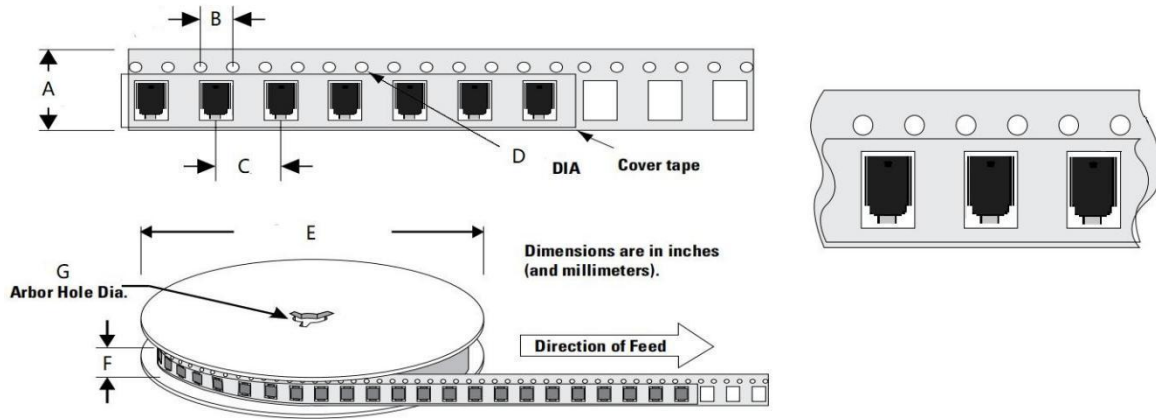 B
A
C
D
DIA
Cover tape
E
G
Arbor Hole Dia.
F
Dimensions are in inches
(and millimeters).
Direction of Feed